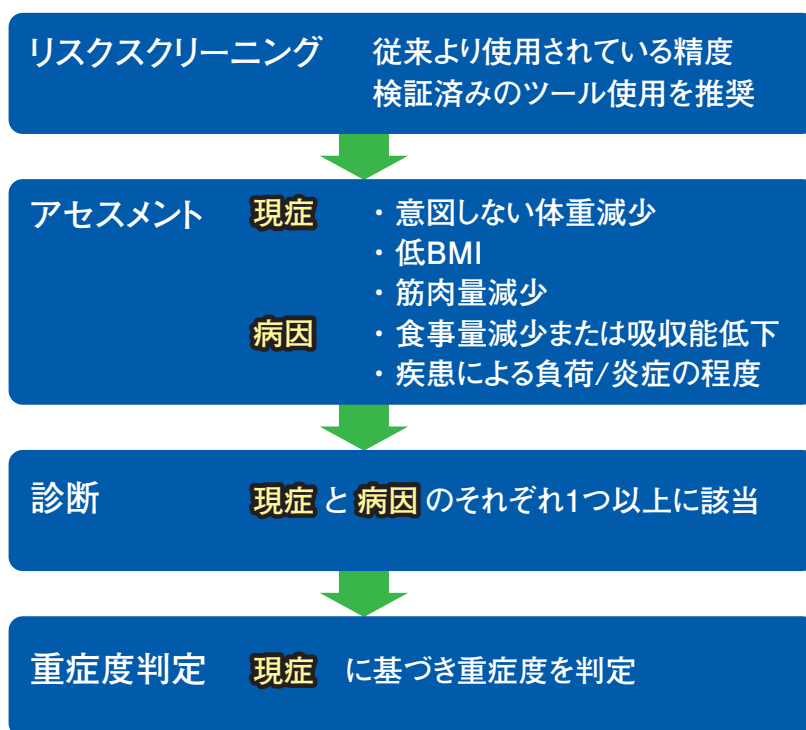 リスクスクリーニング 従来より使用されている精度
検証済みのツール使用を推奨
アセスメント 現症 ・意図しない体重減少
・低BMI
・筋肉量減少
病因 ・食事量減少または吸収能低下
・疾患による負荷/炎症の程度
診断 現症 と 病因 のそれぞれ1つ以上に該当
重症度判定 現症 に基づき重症度を判定